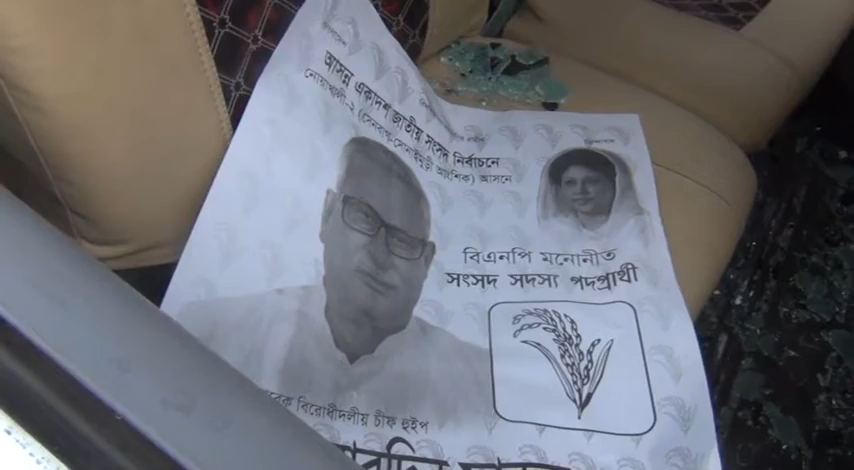 আসন্ন একাদশ জাতীয় সংসদ নির্বাচনে
নোয়াখালী-২ (সেনবাগ-সোনাইমুড়ী আংশিক) আসনে
বিএনপি মনোনীত
সংসদ সদস্য পদপ্রার্থী
বিরোধীদলীয় চীফ হুইপ